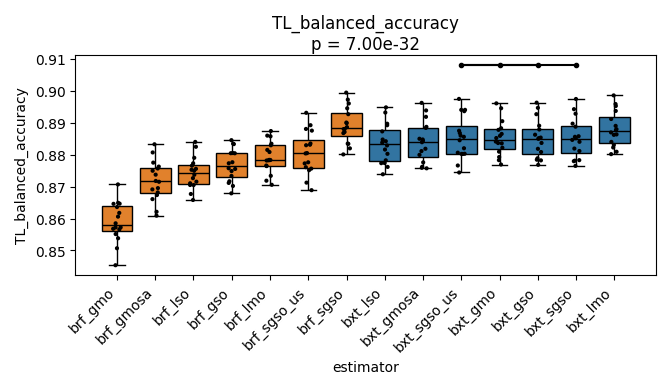 TL_balanced_accuracy
p = 7.00e-32
TL_balanced_accuracy
0.91
0.90
0.89
0.88
0.87
0.86
0.85
brf_gmo
brf_gmosa
brf_lso
brf_gso
brf_lmo
brf_sgso_us
brf_sgso
bxt_lso
bxt_gmosa
bxt_sgso_us
bxt_gmo
bxt_gso
bxt_sgso
bxt_lmo
estimator